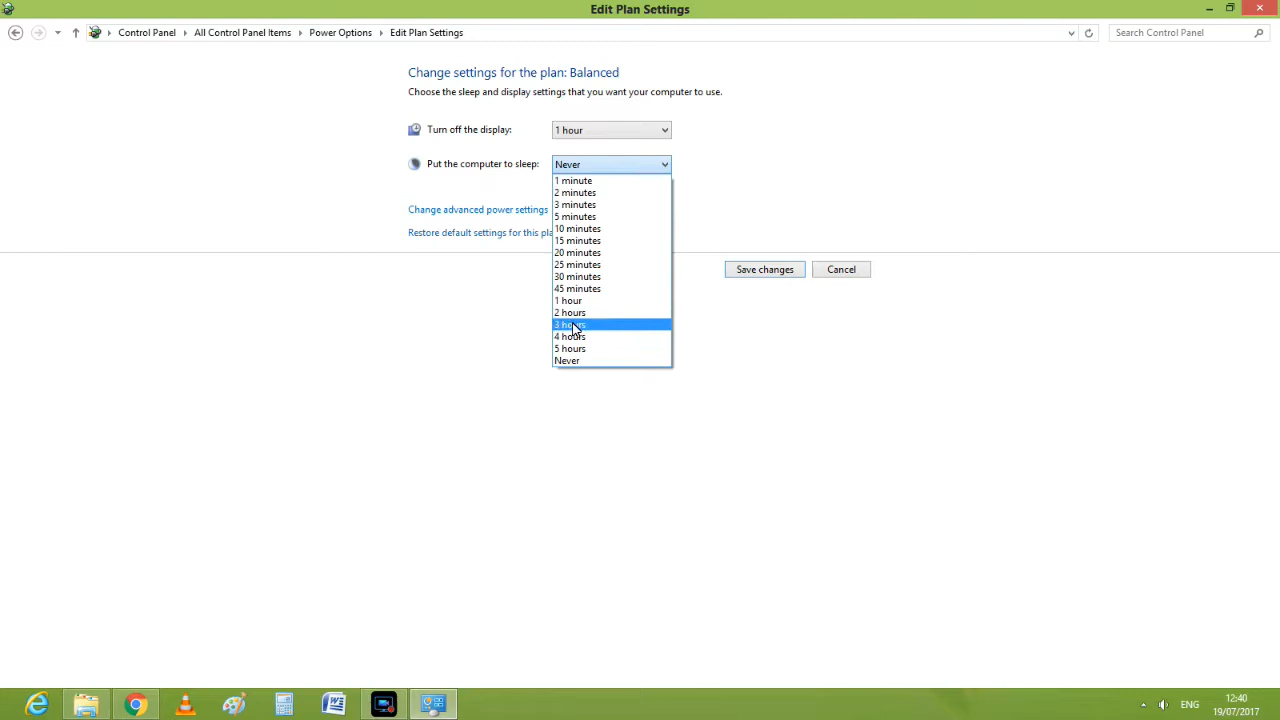 Edit Plan Settings
Control Panel
All Control Panel Items
Power Options
Edit Plan Settings
Search Control Panel
Change settings for the plan: Balanced
Choose the sleep and display settings that you want your computer to use.
Turn off the display:
1 hour
Put the computer to sleep:
Never
1 minute
2 minutes
3 minutes
5 minutes
10 minutes
15 minutes
20 minutes
25 minutes
30 minutes
45 minutes
1 hour
2 hours
3 hours
4 hours
5 hours
Never
Change advanced power settings
Restore default settings for this pla
Save changes
Cancel
ENG
12:40
19/07/2017